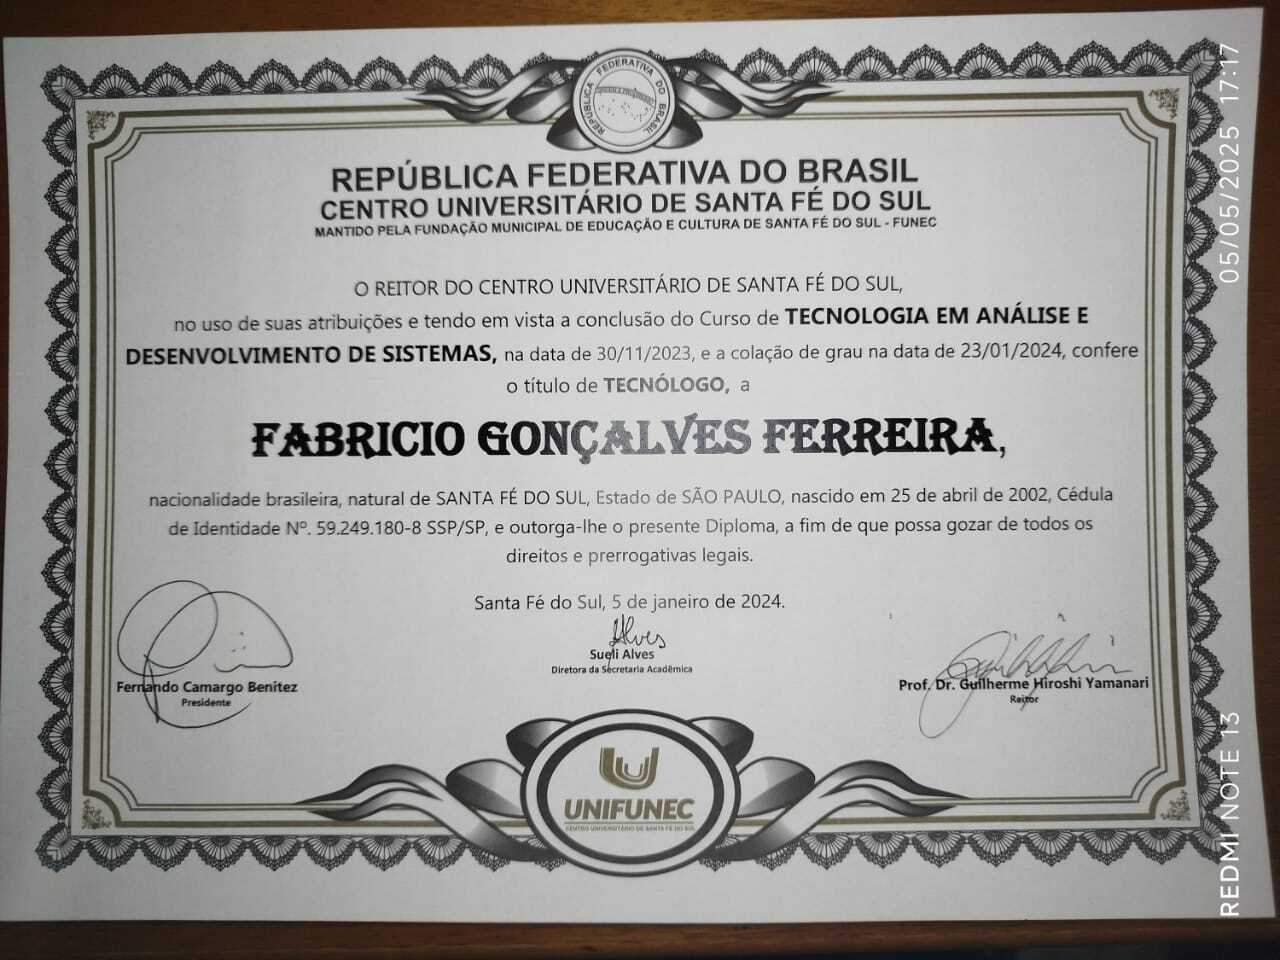 REPÚBLICA FEDERATIVA DO BRASIL
REPÚBLICA FEDERATIVA DO BRASIL
CENTRO UNIVERSITÁRIO DE SANTA FÉ DO SUL
MANTIDO PELA FUNDAÇÃO MUNICIPAL DE EDUCAÇÃO E CULTURA DE SANTA FÉ DO SUL - FUNEC
O REITOR DO CENTRO UNIVERSITÁRIO DE SANTA FÉ DO SUL,
no uso de suas atribuições e tendo em vista a conclusão do Curso de TECNOLOGIA EM ANÁLISE E
DESENVOLVIMENTO DE SISTEMAS, na data de 30/11/2023, e a colação de grau na data de 23/01/2024, confere
o título de TECNÓLOGO, a
FABRICIO GONÇALVES FERREIRA,
nacionalidade brasileira, natural de SANTA FÉ DO SUL, Estado de SÃO PAULO, nascido em 25 de abril de 2002, Cédula
de Identidade Nº. 59.249.180-8 SSP/SP, e outorga-lhe o presente Diploma, a fim de que possa gozar de todos os
direitos e prerrogativas legais.
Santa Fé do Sul, 5 de janeiro de 2024.
Alves
Sueli Alves
Diretora da Secretaria Acadêmica
Fernando Camargo Benitez
Presidente
Prof. Dr. Guilherme Hiroshi Yamanari
Reitor
UNIFUNEC
CENTRO UNIVERSITÁRIO DE SANTA FÉ DO SUL
REDMI NOTE 13
05/05/2025 17:17